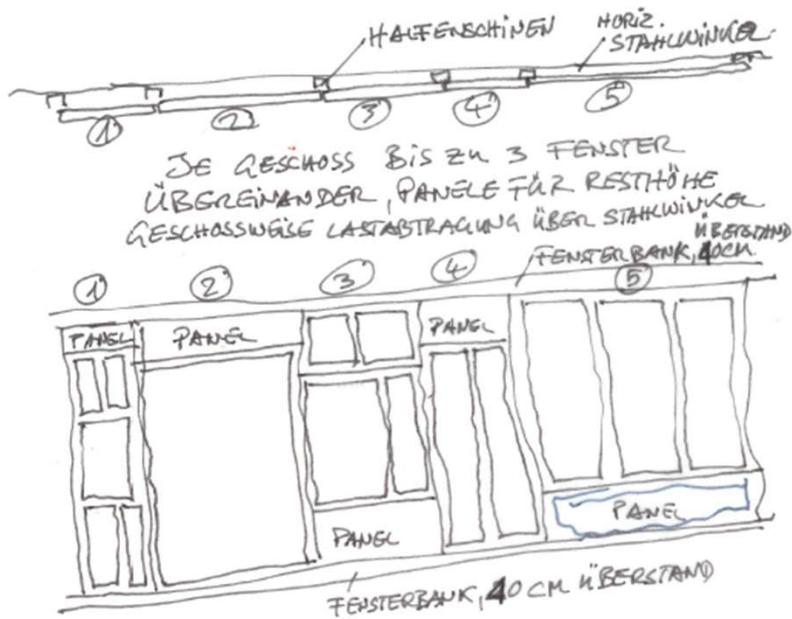 HALFENSCHINEN
HORIZ.
STAHLWINKEL
1 2 3 4 5
JE GESCHOSS BIS ZU 3 FENSTER
ÜBEREINANDER, PANELE FÜR RESTHÖHE
GESCHOSSWEISE LASTABTRAGUNG ÜBER STAHLWINKEL
FENSTERBANK, 40CM ÜBERSTAND
1 2 3 4 5
PANEL PANEL PANEL
PANEL PANEL
FENSTERBANK, 40 CM ÜBERSTAND